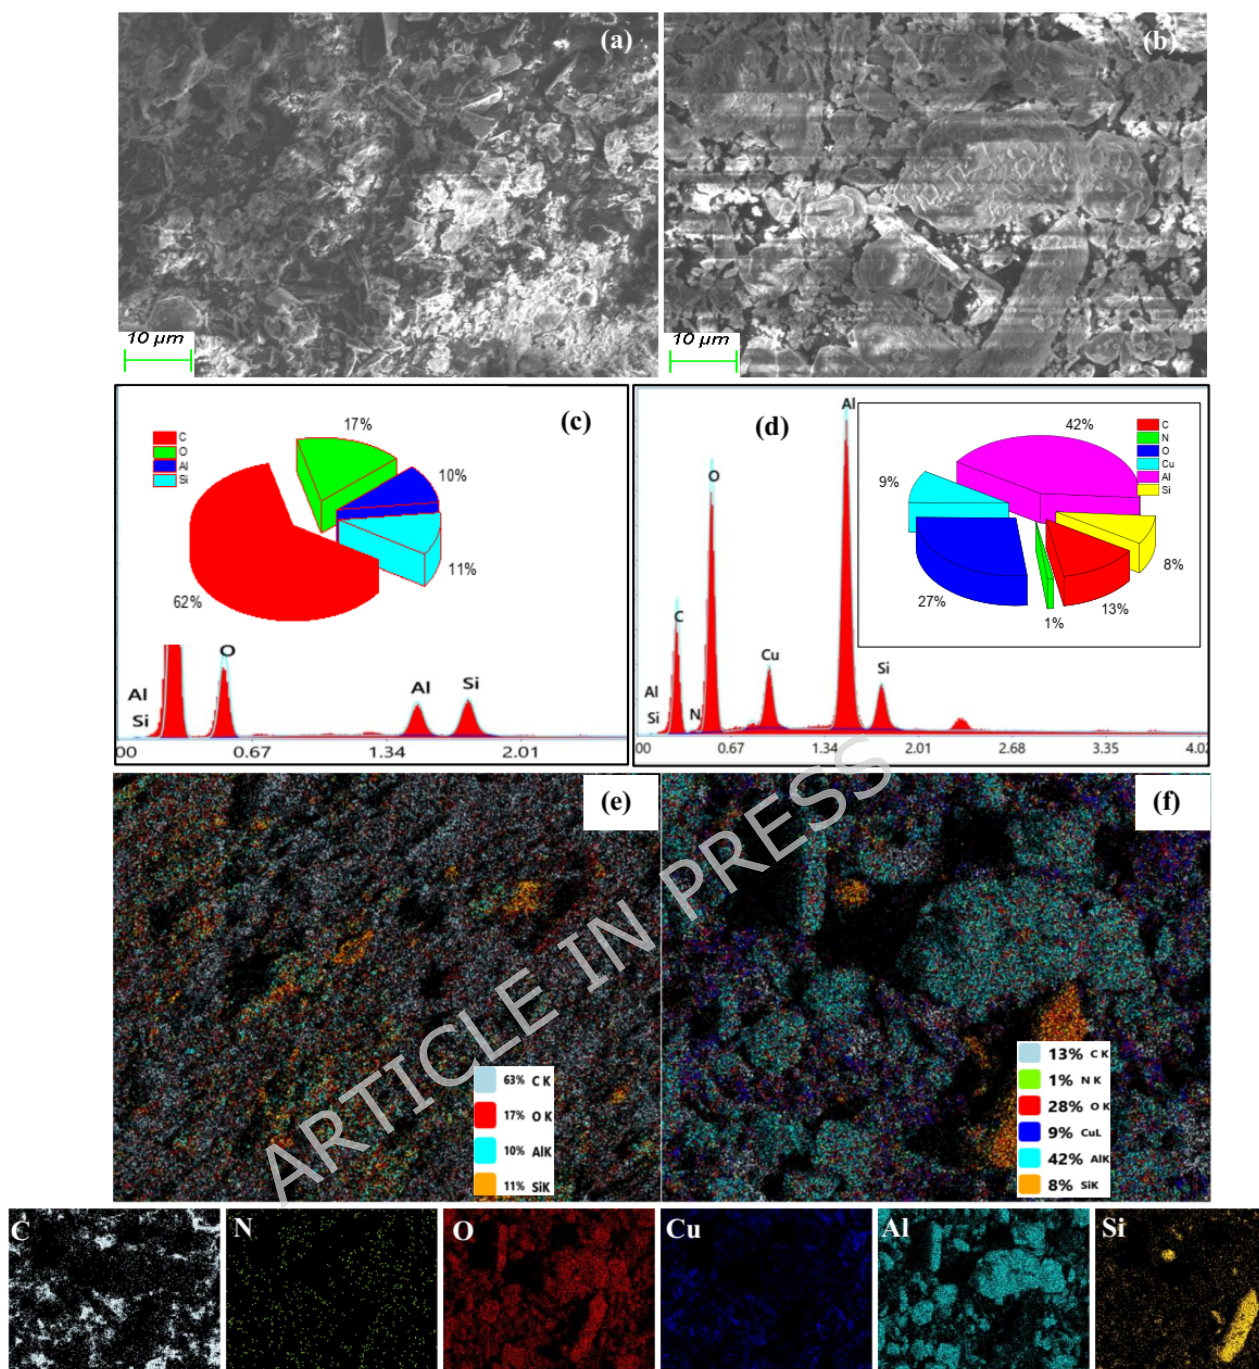 (a)
(b)
10 µm
10 µm
(c)
C
O
Al
Si
17%
10%
11%
62%
O
Al
Si
Al
Si
00 0.67 1.34 2.01
(d)
C
N
O
Cu
Al
Si
42%
9%
27%
1%
13%
8%
Al
O
C
Cu
Si
Al
Si
N
00 0.67 1.34 2.01 2.68 3.35 4.02
(e)
63% C K
17% O K
10% AlK
11% SiK
(f)
13% C K
1% N K
28% O K
9% CuL
42% AlK
8% SiK
ARTICLE IN PRESS
C
N
O
Cu
Al
Si